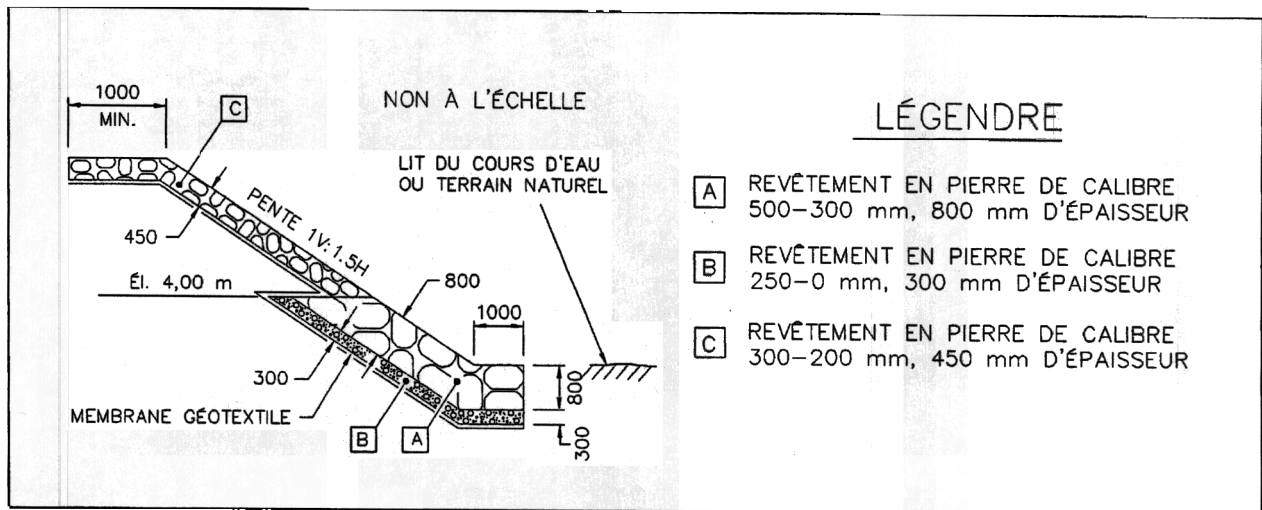 1000
MIN.
C
NON À L'ÉCHELLE
LIT DU COURS D'EAU
OU TERRAIN NATUREL
PENTE 1V:1.5H
450
Él. 4,00 m
800
1000
300
800
300
MEMBRANE GÉOTEXTILE
B
A
LÉGENDRE
A REVÊTEMENT EN PIERRE DE CALIBRE
500-300 mm, 800 mm D'ÉPAISSEUR
B REVÊTEMENT EN PIERRE DE CALIBRE
250-0 mm, 300 mm D'ÉPAISSEUR
C REVÊTEMENT EN PIERRE DE CALIBRE
300-200 mm, 450 mm D'ÉPAISSEUR